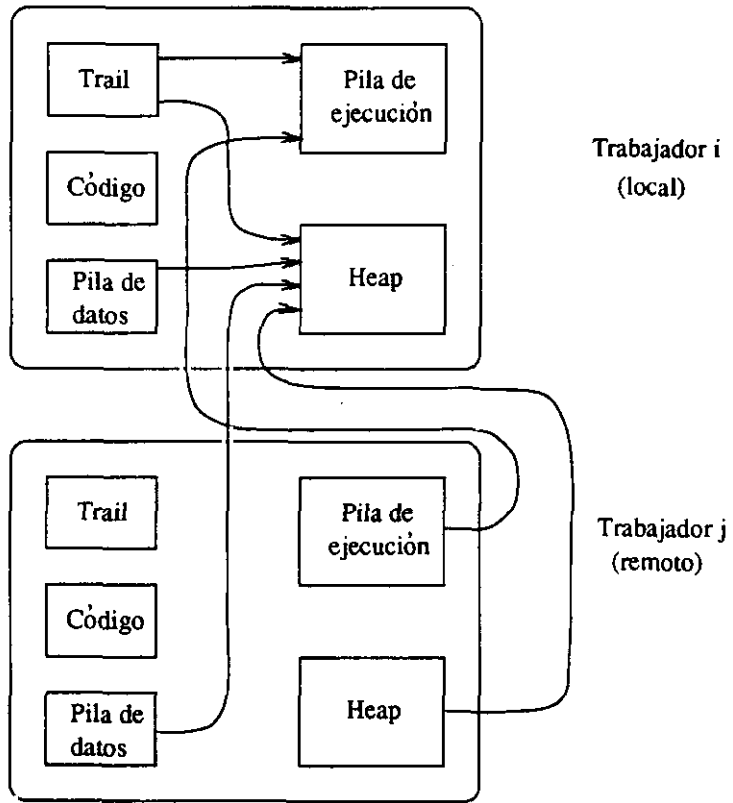 Trail
Pila de
ejecución
Código
Pila de
datos
Heap
Trabajador i
(local)
Trail
Pila de
ejecución
Código
Pila de
datos
Heap
Trabajador j
(remoto)